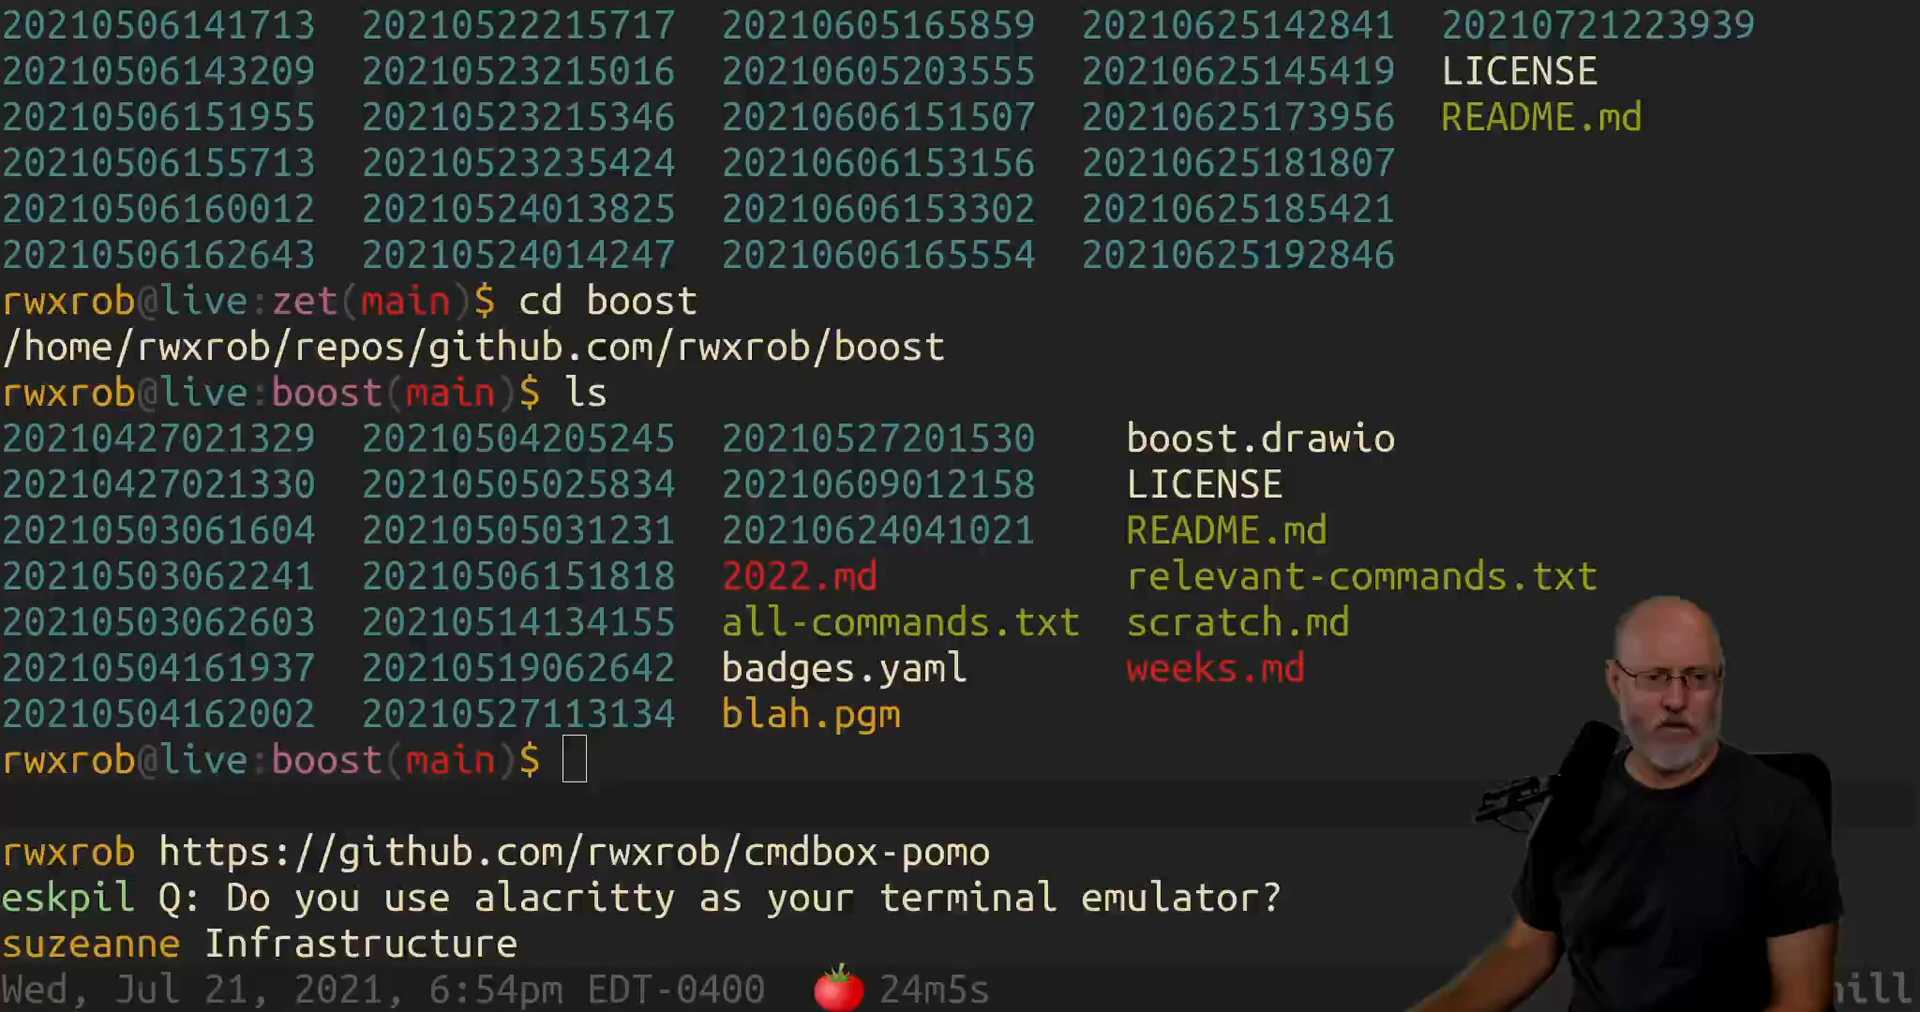 20210506141713 20210522215717 20210605165859 20210625142841 20210721223939
20210506143209 20210523215016 20210605203555 20210625145419 LICENSE
20210506151955 20210523215346 20210606151507 20210625173956 README.md
20210506155713 20210523235424 20210606153156 20210625181807
20210506160012 20210524013825 20210606153302 20210625185421
20210506162643 20210524014247 20210606165554 20210625192846
rwxrob@live:zet(main)$ cd boost
/home/rwxrob/repos/github.com/rwxrob/boost
rwxrob@live:boost(main)$ ls
20210427021329 20210504205245 20210527201530 boost.drawio
20210427021330 20210505025834 20210609012158 LICENSE
20210503061604 20210505031231 20210624041021 README.md
20210503062241 20210506151818 2022.md relevant-commands.txt
20210503062603 20210514134155 all-commands.txt scratch.md
20210504161937 20210519062642 badges.yaml weeks.md
20210504162002 20210527113134 blah.pgm
rwxrob@live:boost(main)$
rwxrob https://github.com/rwxrob/cmdbox-pomo
eskpil Q: Do you use alacritty as your terminal emulator?
suzeanne Infrastructure
Wed, Jul 21, 2021, 6:54pm EDT-0400 🍅 24m5s